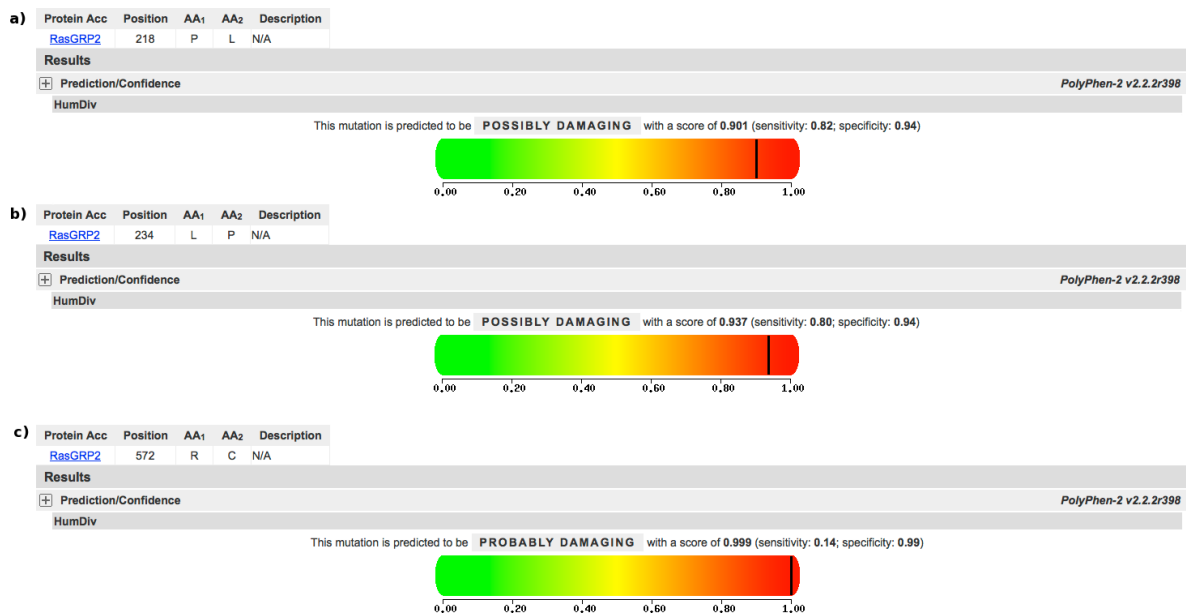 a) Protein Acc Position AA1 AA2 Description
RasGRP2 218 P L N/A
Results
+ Prediction/Confidence PolyPhen-2 v2.2.2r398
HumDiv
This mutation is predicted to be POSSIBLY DAMAGING with a score of 0.901 (sensitivity: 0.82; specificity: 0.94)
0.00 0.20 0.40 0.60 0.80 1.00
b) Protein Acc Position AA1 AA2 Description
RasGRP2 234 L P N/A
Results
+ Prediction/Confidence PolyPhen-2 v2.2.2r398
HumDiv
This mutation is predicted to be POSSIBLY DAMAGING with a score of 0.937 (sensitivity: 0.80; specificity: 0.94)
0.00 0.20 0.40 0.60 0.80 1.00
c) Protein Acc Position AA1 AA2 Description
RasGRP2 572 R C N/A
Results
+ Prediction/Confidence PolyPhen-2 v2.2.2r398
HumDiv
This mutation is predicted to be PROBABLY DAMAGING with a score of 0.999 (sensitivity: 0.14; specificity: 0.99)
0.00 0.20 0.40 0.60 0.80 1.00